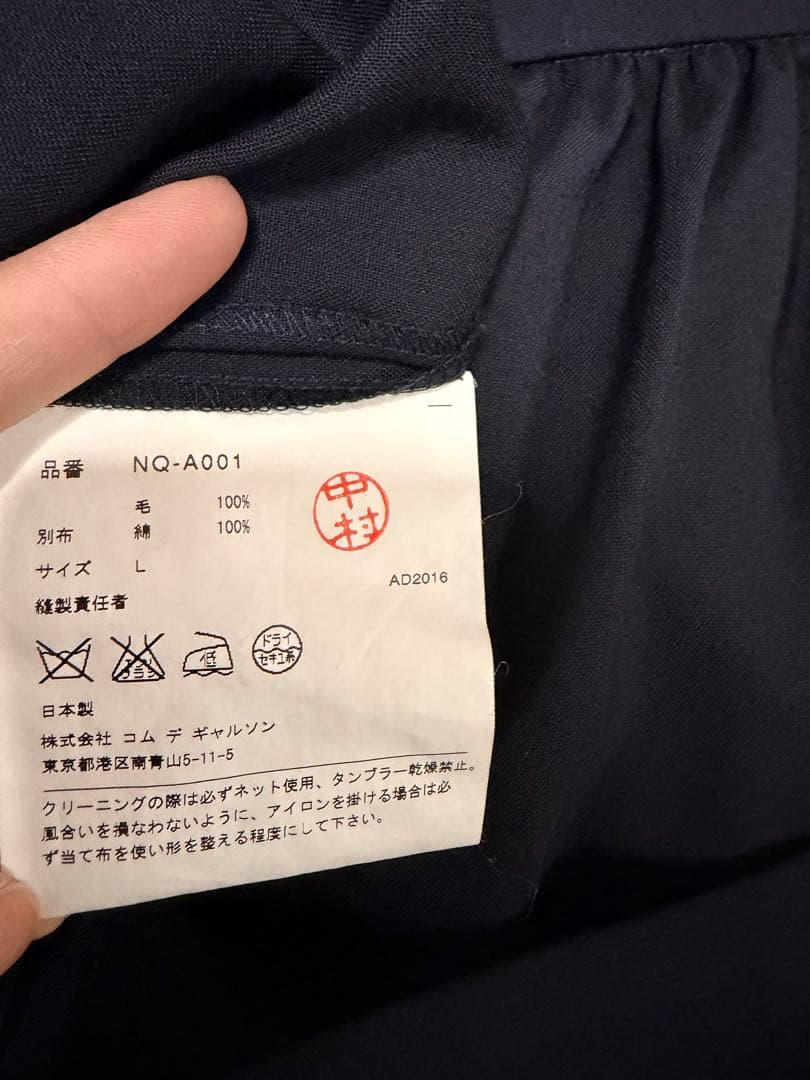 品番 NQ-A001
毛 100%
別布 綿 100%
サイズ L
中村
AD2016
縫製責任者
エンソサラシ
低
ドライ
セキユ系
日本製
株式会社 コム デ ギャルソン
東京都港区南青山5-11-5
クリーニングの際は必ずネット使用、タンブラー乾燥禁止。
風合いを損なわないように、アイロンを掛ける場合は必
ず当て布を使い形を整える程度にして下さい。